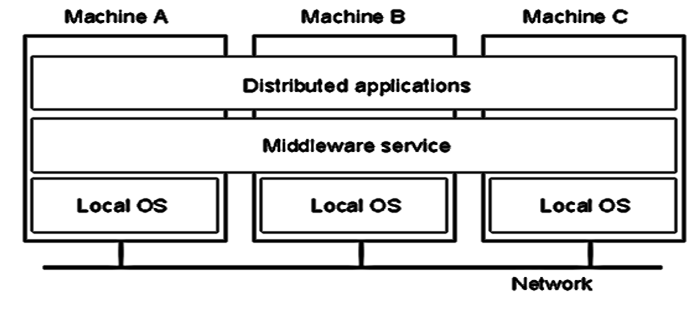 Machine A Machine B Machine C
Distributed applications
Middleware service
Local OS Local OS Local OS
Network